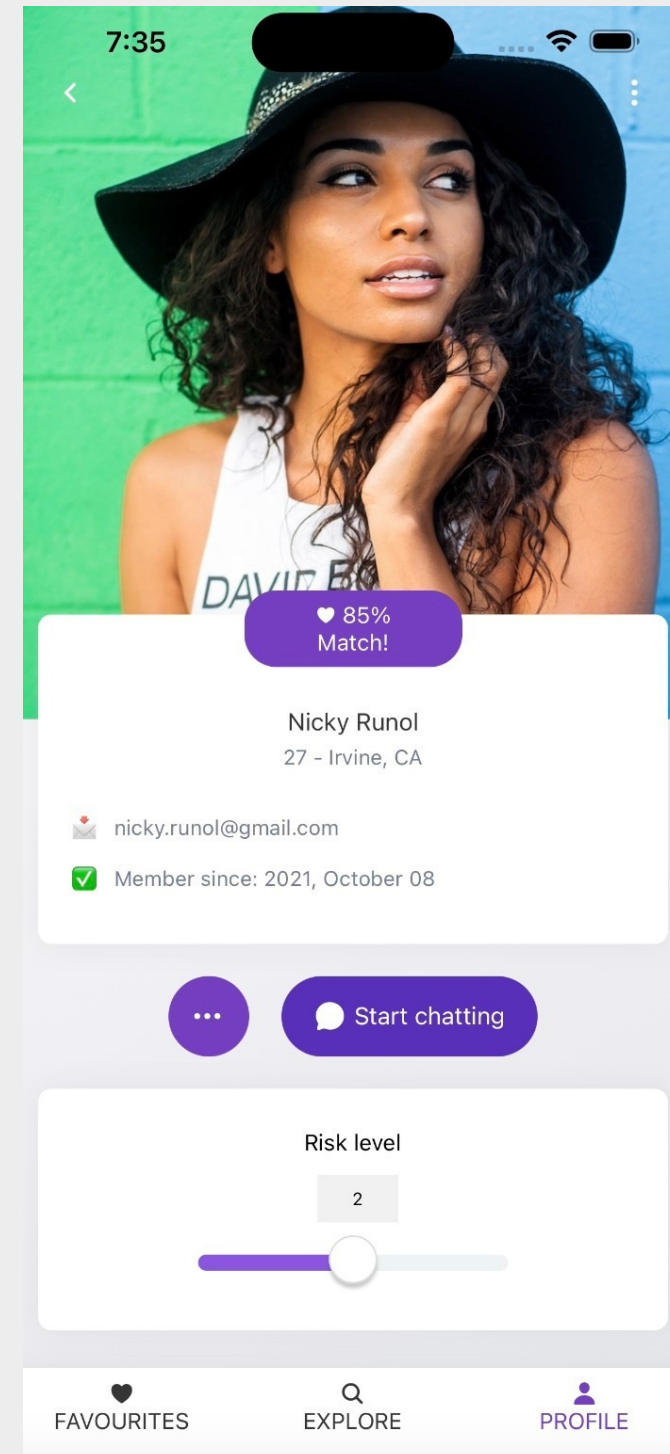 7:35
DAVID B
♥ 85%
Match!
Nicky Runol
27 - Irvine, CA
nicky.runol@gmail.com
Member since: 2021, October 08
Start chatting
Risk level
2
FAVOURITES
EXPLORE
PROFILE